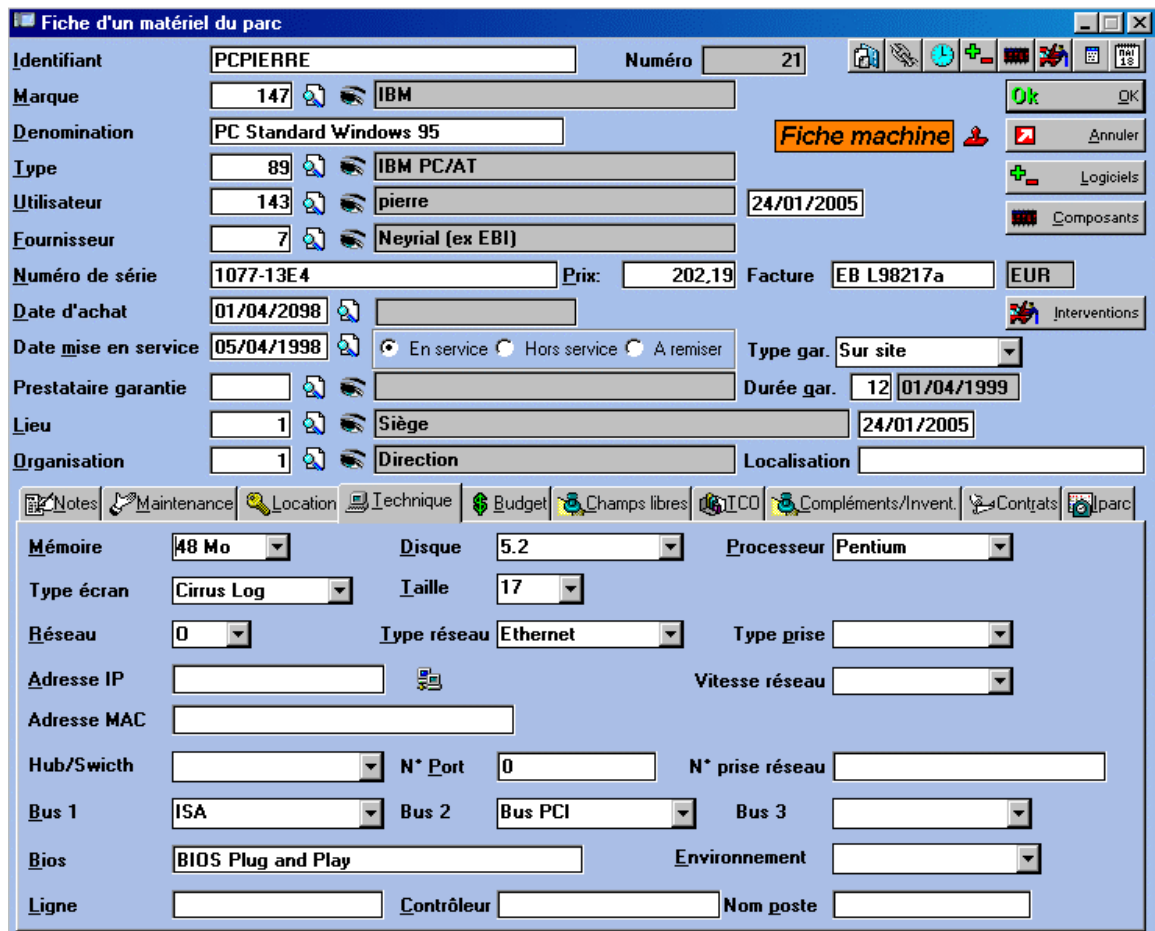 Fiche d'un matériel du parc
Identifiant PCPIERRE Numéro 21
MAI 18
Marque 147 IBM Ok OK
Denomination PC Standard Windows 95 Fiche machine Annuler
Type 89 IBM PC/AT Logiciels
Utilisateur 143 pierre 24/01/2005
Composants
Fournisseur 7 Neyrial (ex EBI)
Numéro de série 1077-13E4 Prix: 202,19 Facture EB L98217a EUR
Date d'achat 01/04/2098 Interventions
Date mise en service 05/04/1998 En service Hors service A remiser Type gar. Sur site
Prestataire garantie Durée gar. 12 01/04/1999
Lieu 1 Siège 24/01/2005
Organisation 1 Direction Localisation
Notes Maintenance Location Technique Budget Champs libres TCO Compléments/Invent. Contrats Iparc
Mémoire 48 Mo Disque 5.2 Processeur Pentium
Type écran Cirrus Log Taille 17
Réseau O Type réseau Ethernet Type prise
Adresse IP Vitesse réseau
Adresse MAC
Hub/Swicth N° Port 0 N° prise réseau
Bus 1 ISA Bus 2 Bus PCI Bus 3
Bios BIOS Plug and Play Environnement
Ligne Contrôleur Nom poste